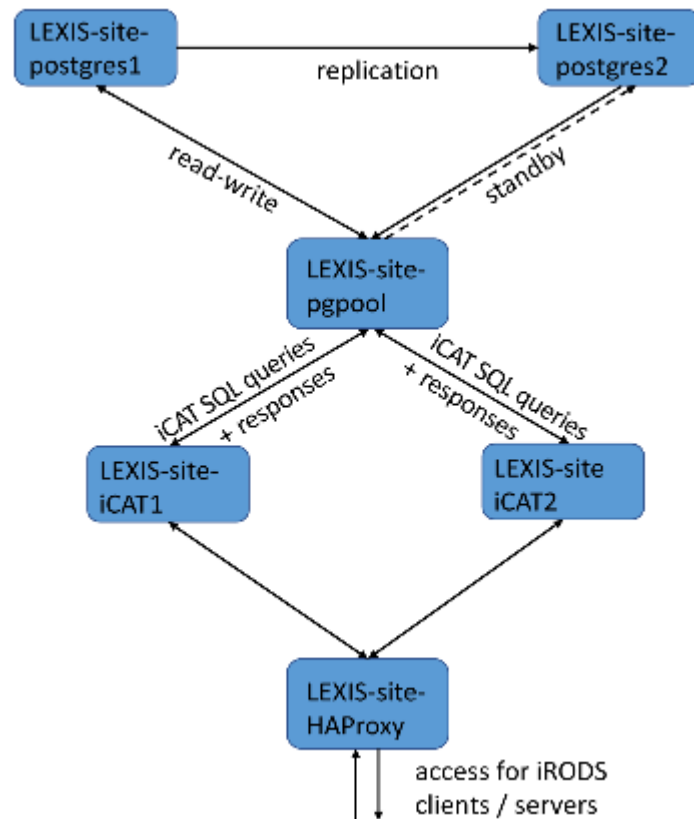 LEXIS-site-
postgres1
replication
LEXIS-site-
postgres2
read-write
standby
LEXIS-site-
pgpool
iCAT SQL queries
+ responses
iCAT SQL queries
+ responses
LEXIS-site-
iCAT1
LEXIS-site
iCAT2
LEXIS-site-
HAProxy
access for iRODS
clients / servers